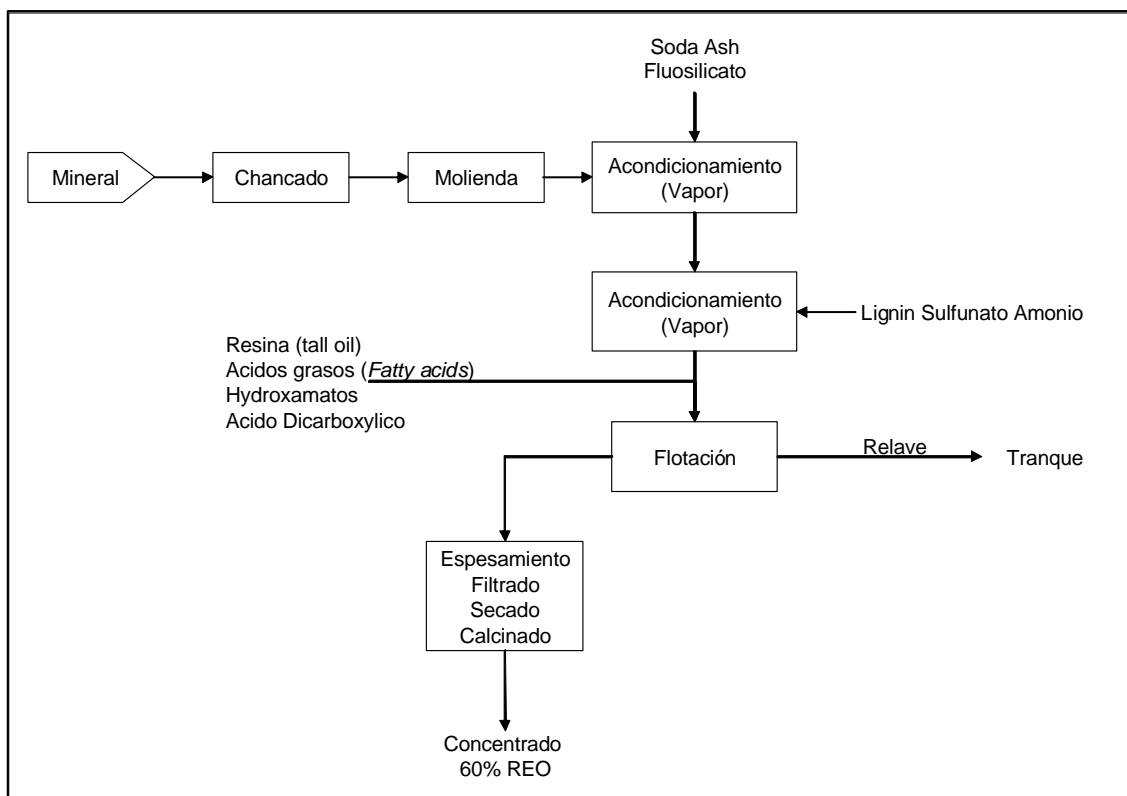 Soda Ash
Fluosilicato
Mineral
Chancado
Molienda
Acondicionamiento
(Vapor)
Acondicionamiento
(Vapor)
Lignin Sulfunato Amonio
Resina (tall oil)
Acidos grasos (Fatty acids)
Hydroxamatos
Acido Dicarboxylico
Flotación
Relave
Tranque
Espesamiento
Filtrado
Secado
Calcinado
Concentrado
60% REO